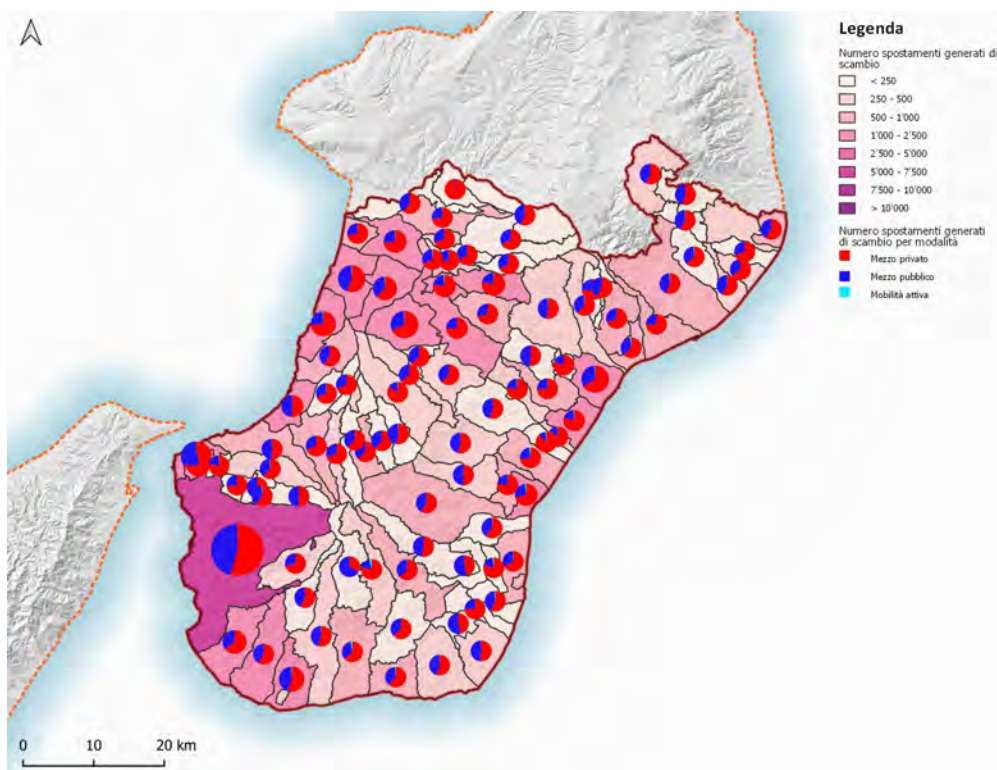 Legenda
Numero spostamenti generati di
scambio
< 250
250 - 500
500 - 1'000
1'000 - 2'500
2'500 - 5'000
5'000 - 7'500
7'500 - 10'000
> 10'000
Numero spostamenti generati
di scambio per modalità
Mezzo privato
Mezzo pubblico
Mobilità attiva
0 10 20 km